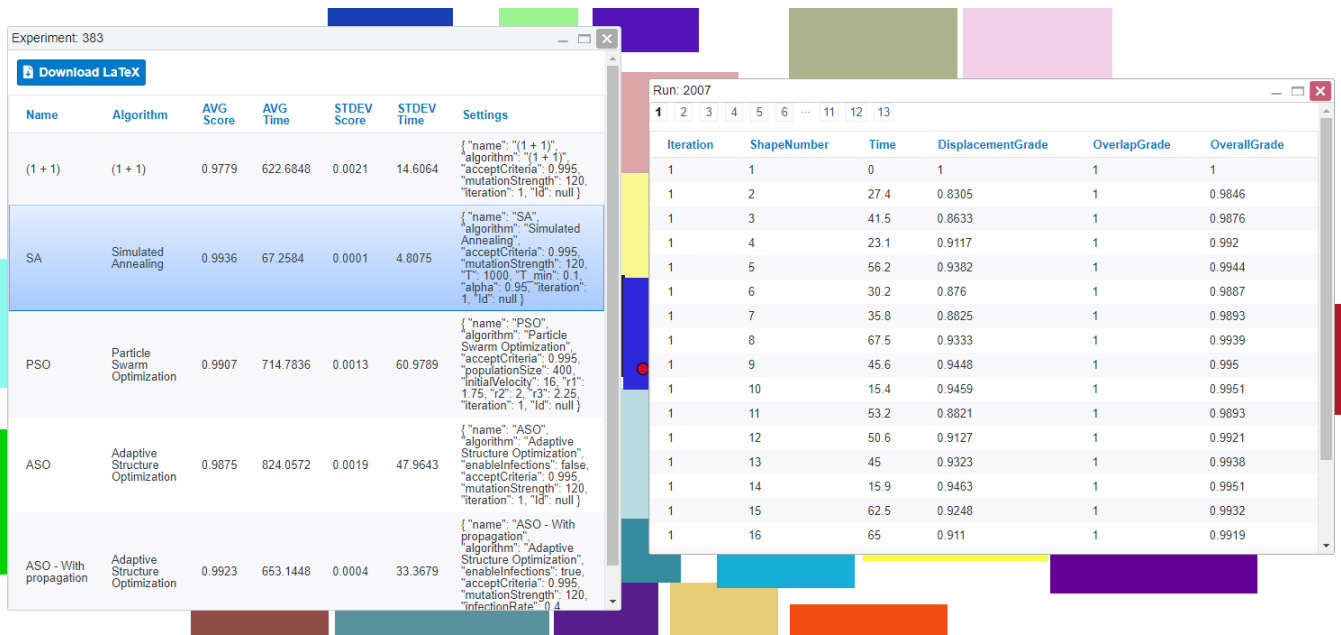 Experiment: 383
Download LaTeX
Name Algorithm AVG Score AVG Time STDEV Score STDEV Time Settings
(1 + 1) (1 + 1) 0.9779 622.6848 0.0021 14.6064
{ "name": "(1 + 1)",
"algorithm": "(1 + 1)",
"acceptCriteria": 0.995,
"mutationStrength": 120,
"iteration": 1, "Id": null }
SA Simulated Annealing 0.9936 67.2584 0.0001 4.8075
{ "name": "SA",
"algorithm": "Simulated
Annealing",
"acceptCriteria": 0.995,
"mutationStrength": 120,
"T": 1000, "T_min": 0.1,
"alpha": 0.95, "iteration":
1, "Id": null }
PSO Particle Swarm Optimization 0.9907 714.7836 0.0013 60.9789
{ "name": "PSO",
"algorithm": "Particle
Swarm Optimization",
"acceptCriteria": 0.995,
"populationSize": 400,
"initialVelocity": 16, "r1":
1.75, "r2": 2, "r3": 2.25,
"iteration": 1, "Id": null }
ASO Adaptive Structure Optimization 0.9875 824.0572 0.0019 47.9643
{ "name": "ASO",
"algorithm": "Adaptive
Structure Optimization",
"enableInfections": false,
"acceptCriteria": 0.995,
"mutationStrength": 120,
"iteration": 1, "Id": null }
ASO - With propagation Adaptive Structure Optimization 0.9923 653.1448 0.0004 33.3679
{ "name": "ASO - With
propagation",
"algorithm": "Adaptive
Structure Optimization",
"enableInfections": true,
"acceptCriteria": 0.995,
"mutationStrength": 120,
"infectionRate": 0.4
Run: 2007
1 2 3 4 5 6 ... 11 12 13
Iteration ShapeNumber Time DisplacementGrade OverlapGrade OverallGrade
1 1 0 1 1 1
1 2 27.4 0.8305 1 0.9846
1 3 41.5 0.8633 1 0.9876
1 4 23.1 0.9117 1 0.992
1 5 56.2 0.9382 1 0.9944
1 6 30.2 0.876 1 0.9887
1 7 35.8 0.8825 1 0.9893
1 8 67.5 0.9333 1 0.9939
1 9 45.6 0.9448 1 0.995
1 10 15.4 0.9459 1 0.9951
1 11 53.2 0.8821 1 0.9893
1 12 50.6 0.9127 1 0.9921
1 13 45 0.9323 1 0.9938
1 14 15.9 0.9463 1 0.9951
1 15 62.5 0.9248 1 0.9932
1 16 65 0.911 1 0.9919